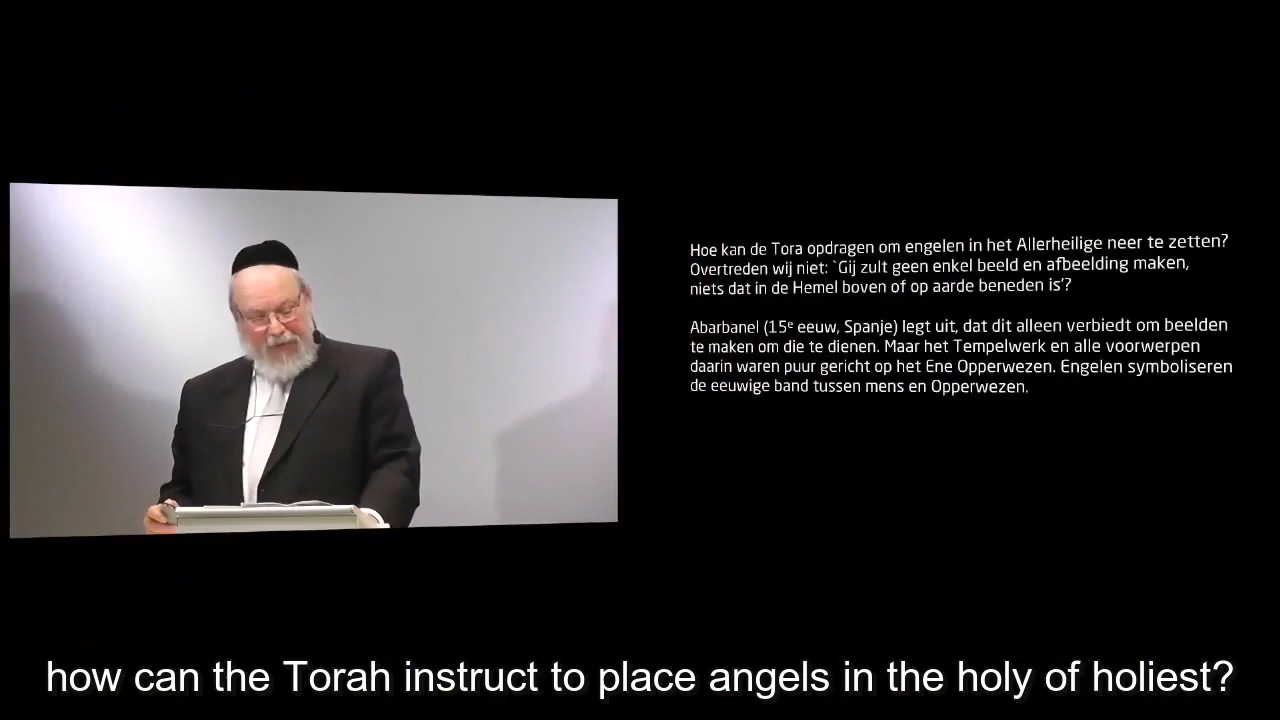 Hoe kan de Tora opdragen om engelen in het Allerheilige neer te zetten?
Overtreden wij niet: `Gij zult geen enkel beeld en afbeelding maken,
niets dat in de Hemel boven of op aarde beneden is'?
Abarbanel (15e eeuw, Spanje) legt uit, dat dit alleen verbiedt om beelden
te maken om die te dienen. Maar het Tempelwerk en alle voorwerpen
daarin waren puur gericht op het Ene Opperwezen. Engelen symboliseren
de eeuwige band tussen mens en Opperwezen.
how can the Torah instruct to place angels in the holy of holiest?